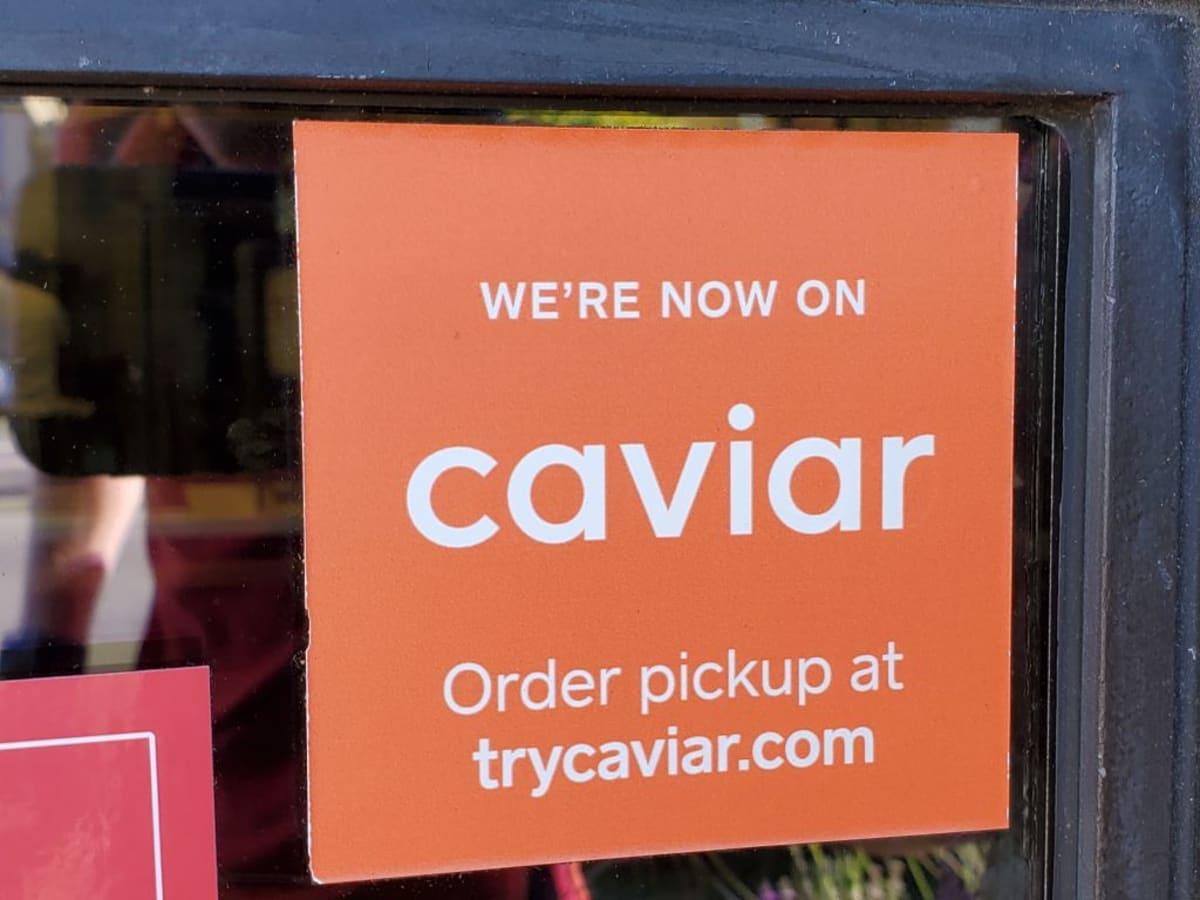 WE'RE NOW ON
caviar
Order pickup at
trycaviar.com